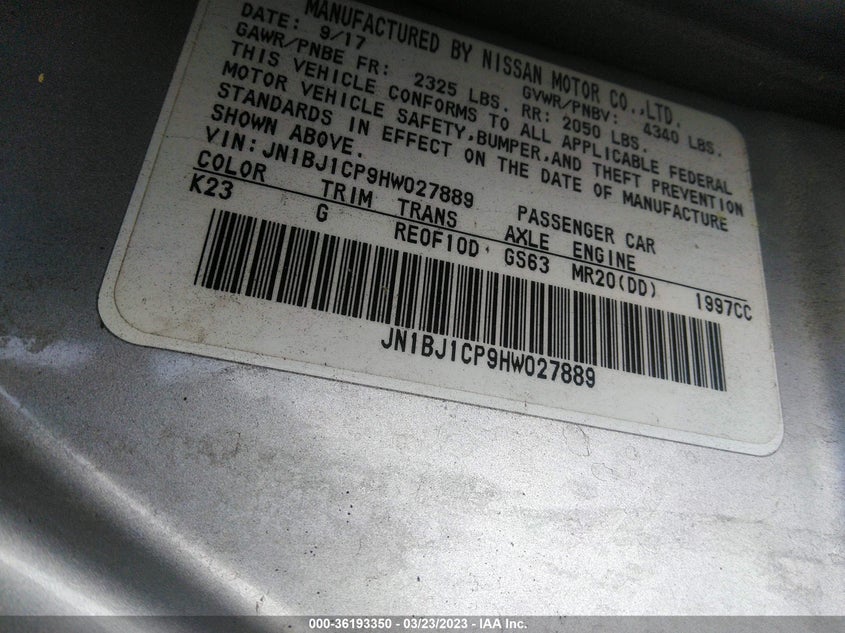 MANUFACTURED BY NISSAN MOTOR CO.,LTD.
DATE: 9/17 GVWR/PNBV: 4340 LBS.
GAWR/PNBE FR: 2325 LBS. RR: 2050 LBS.
THIS VEHICLE CONFORMS TO ALL APPLICABLE FEDERAL
MOTOR VEHICLE SAFETY,BUMPER,AND THEFT PREVENTION
STANDARDS IN EFFECT ON THE DATE OF MANUFACTURE
SHOWN ABOVE.
VIN:JN1BJ1CP9HW027889 PASSENGER CAR
COLOR TRIM TRANS AXLE ENGINE
K23 G RE0F10D GS63 MR20(DD) 1997CC
JN1BJ1CP9HW027889
000-36193350 - 03/23/2023 - IAA Inc.